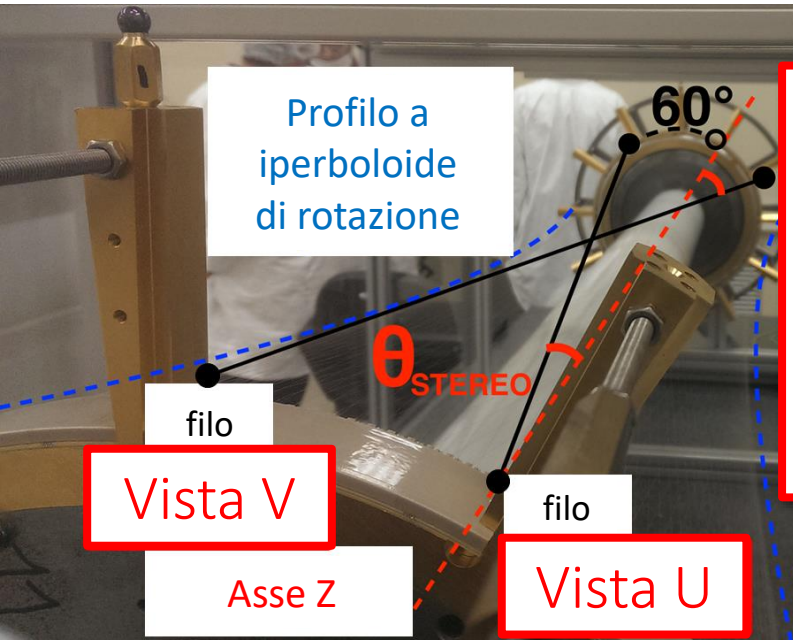 Profilo a
iperboloide
di rotazione
60°
θSTEREO
filo
Vista V
filo
Asse Z
Vista U